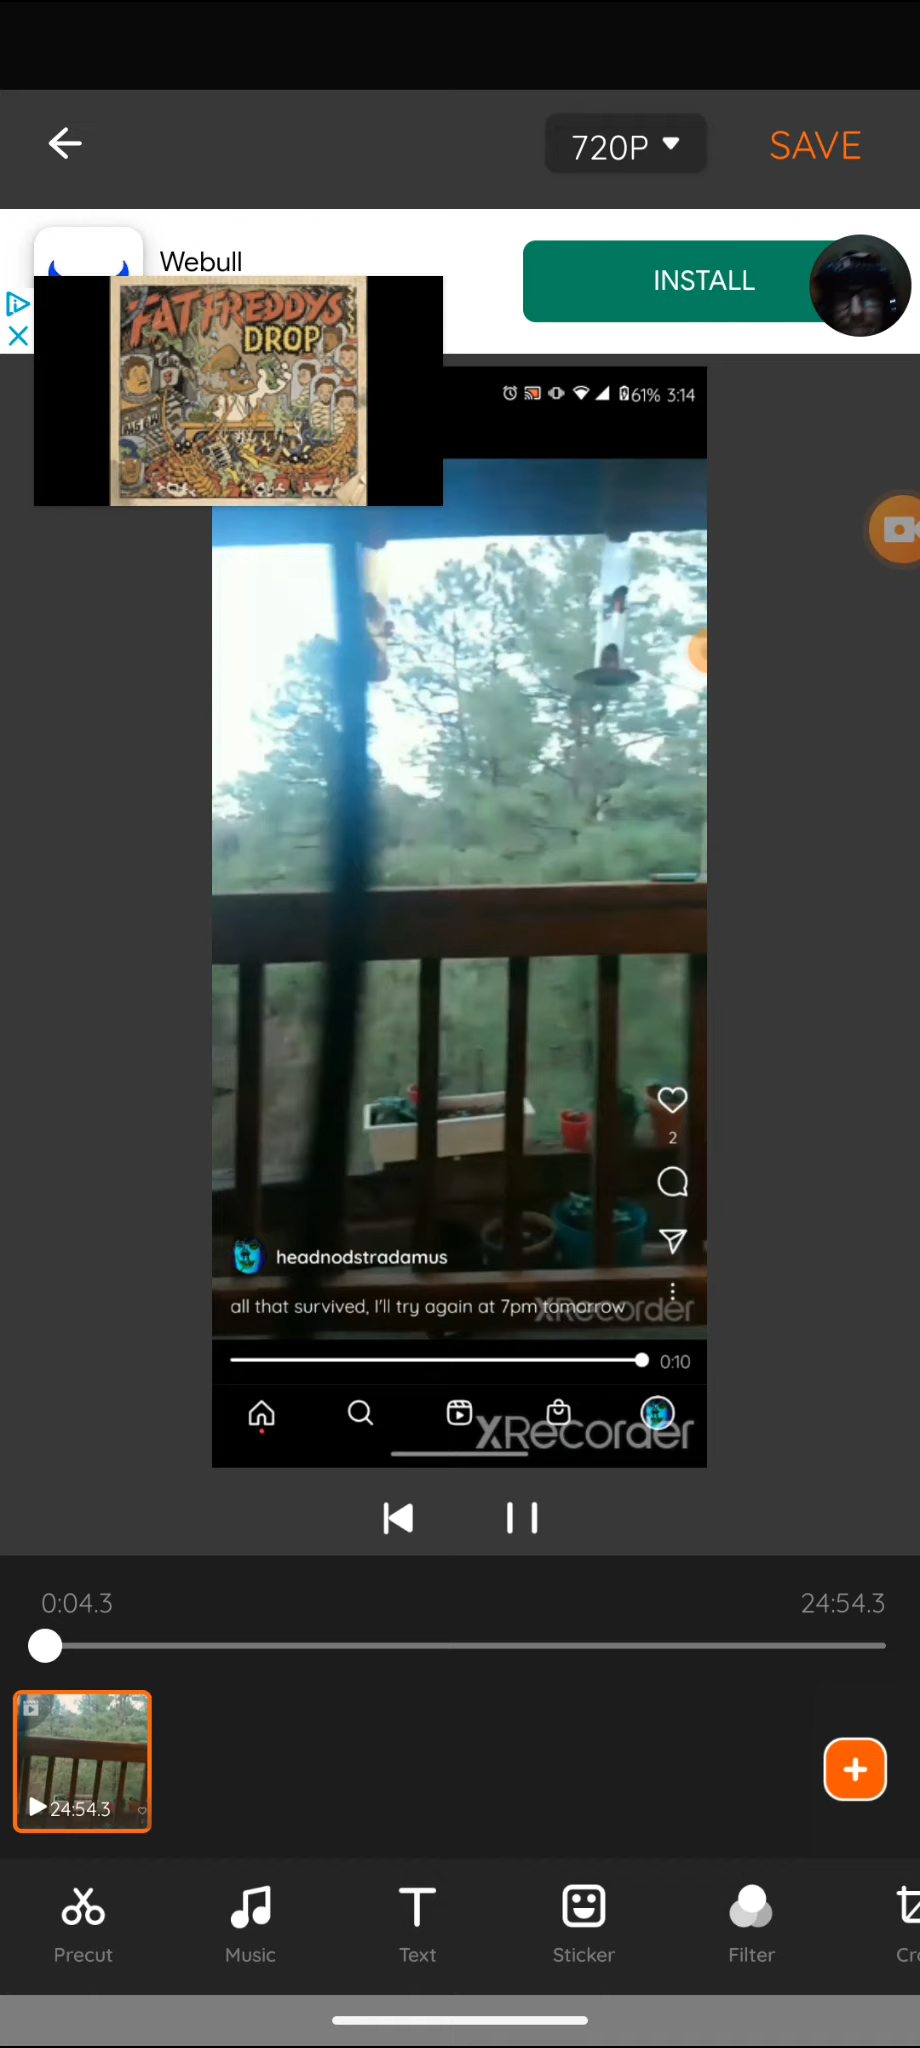 720P
SAVE
Webull
INSTALL
FAT FREDDYS
DROP
61% 3:14
headnodstradamus
all that survived, I'll try again at 7pm tomorrow
XRecorder
0:10
XRecorder
0:04.3
24:54.3
24:54.3
Precut
Music
Text
Sticker
Filter
Cr